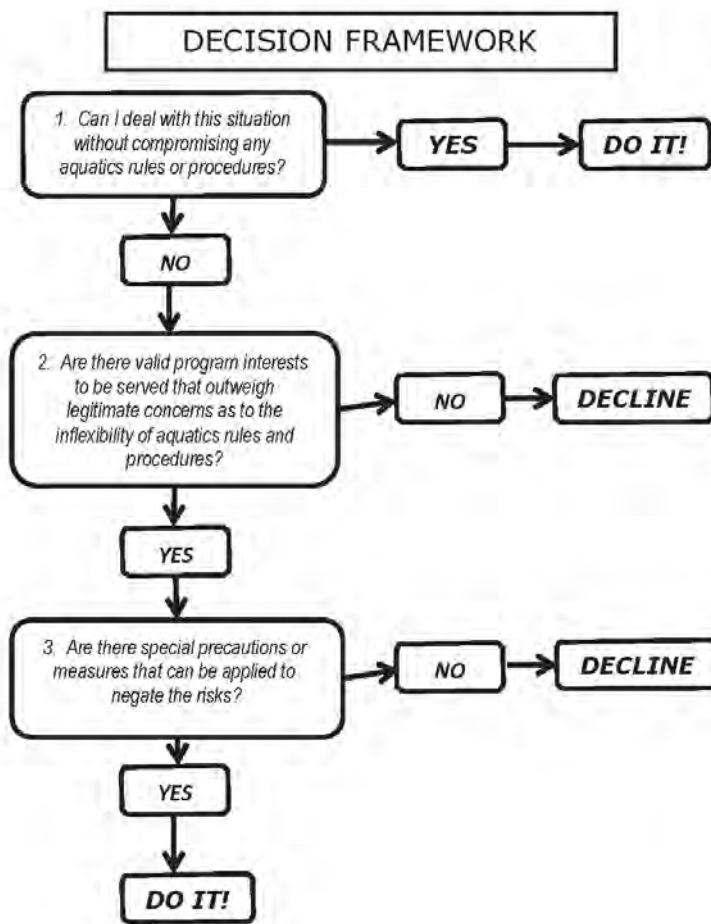 DECISION FRAMEWORK
1. Can I deal with this situation
without compromising any
aquatics rules or procedures?
YES
DO IT!
NO
2. Are there valid program interests
to be served that outweigh
legitimate concerns as to the
inflexibility of aquatics rules and
procedures?
NO
DECLINE
YES
3. Are there special precautions or
measures that can be applied to
negate the risks?
NO
DECLINE
YES
DO IT!